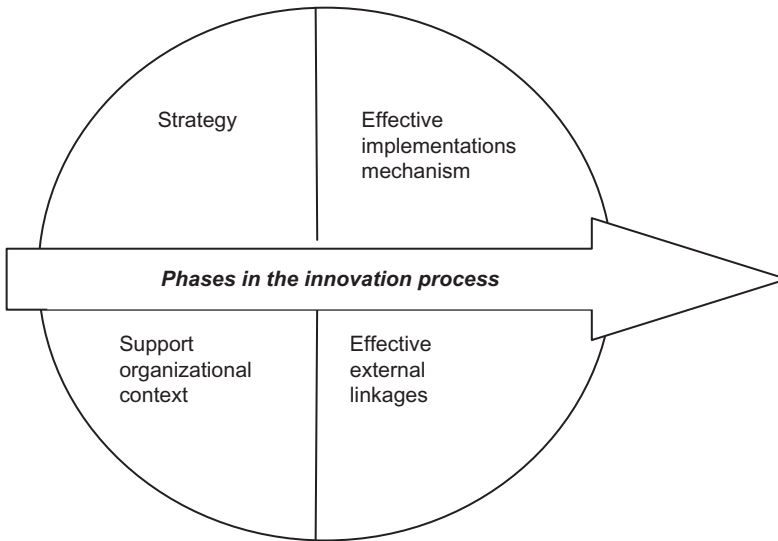 Strategy
Effective
implementations
mechanism
Phases in the innovation process
Support
organizational
context
Effective
external
linkages